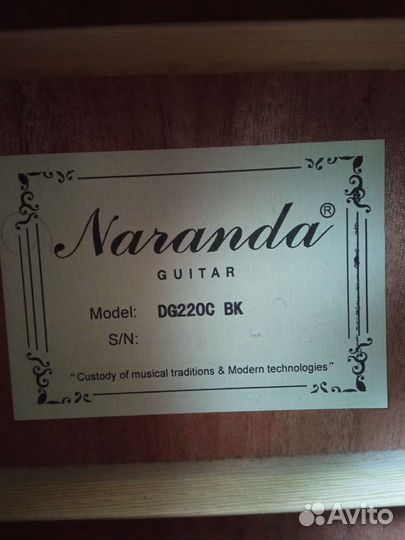 Naranda®
GUITAR
Model: DG220C BK
S/N:
"Custody of musical traditions & Modern technologies"
Avito